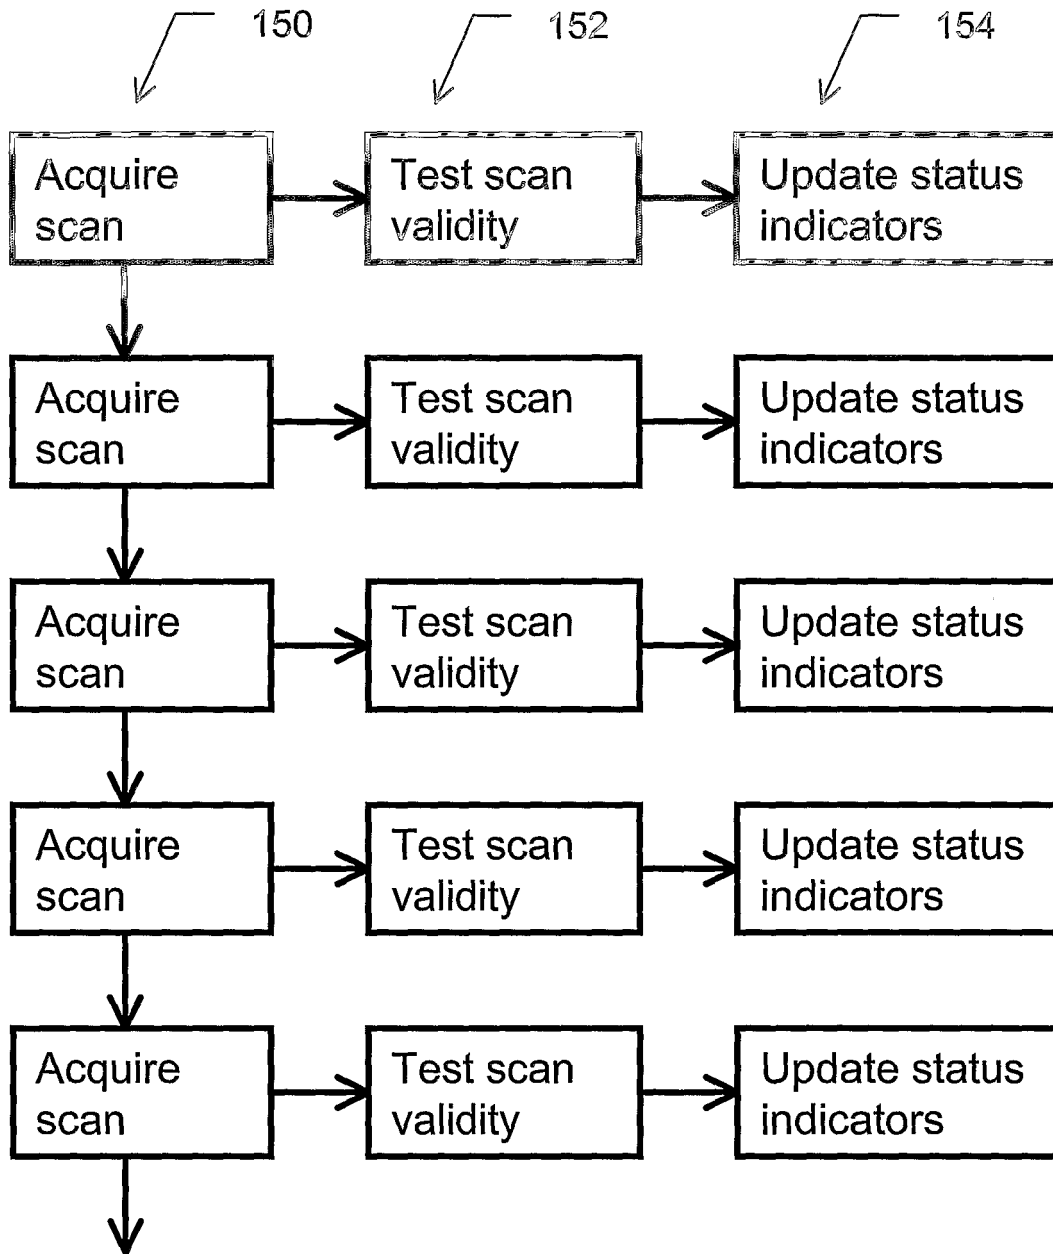 150
152
154
Acquire
scan
Test scan
validity
Update status
indicators
Acquire
scan
Test scan
validity
Update status
indicators
Acquire
scan
Test scan
validity
Update status
indicators
Acquire
scan
Test scan
validity
Update status
indicators
Acquire
scan
Test scan
validity
Update status
indicators